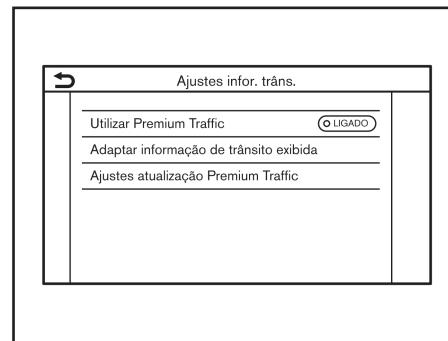 Ajustes infor. trâns.
Utilizar Premium Traffic LIGADO
Adaptar informação de trânsito exibida
Ajustes atualização Premium Traffic